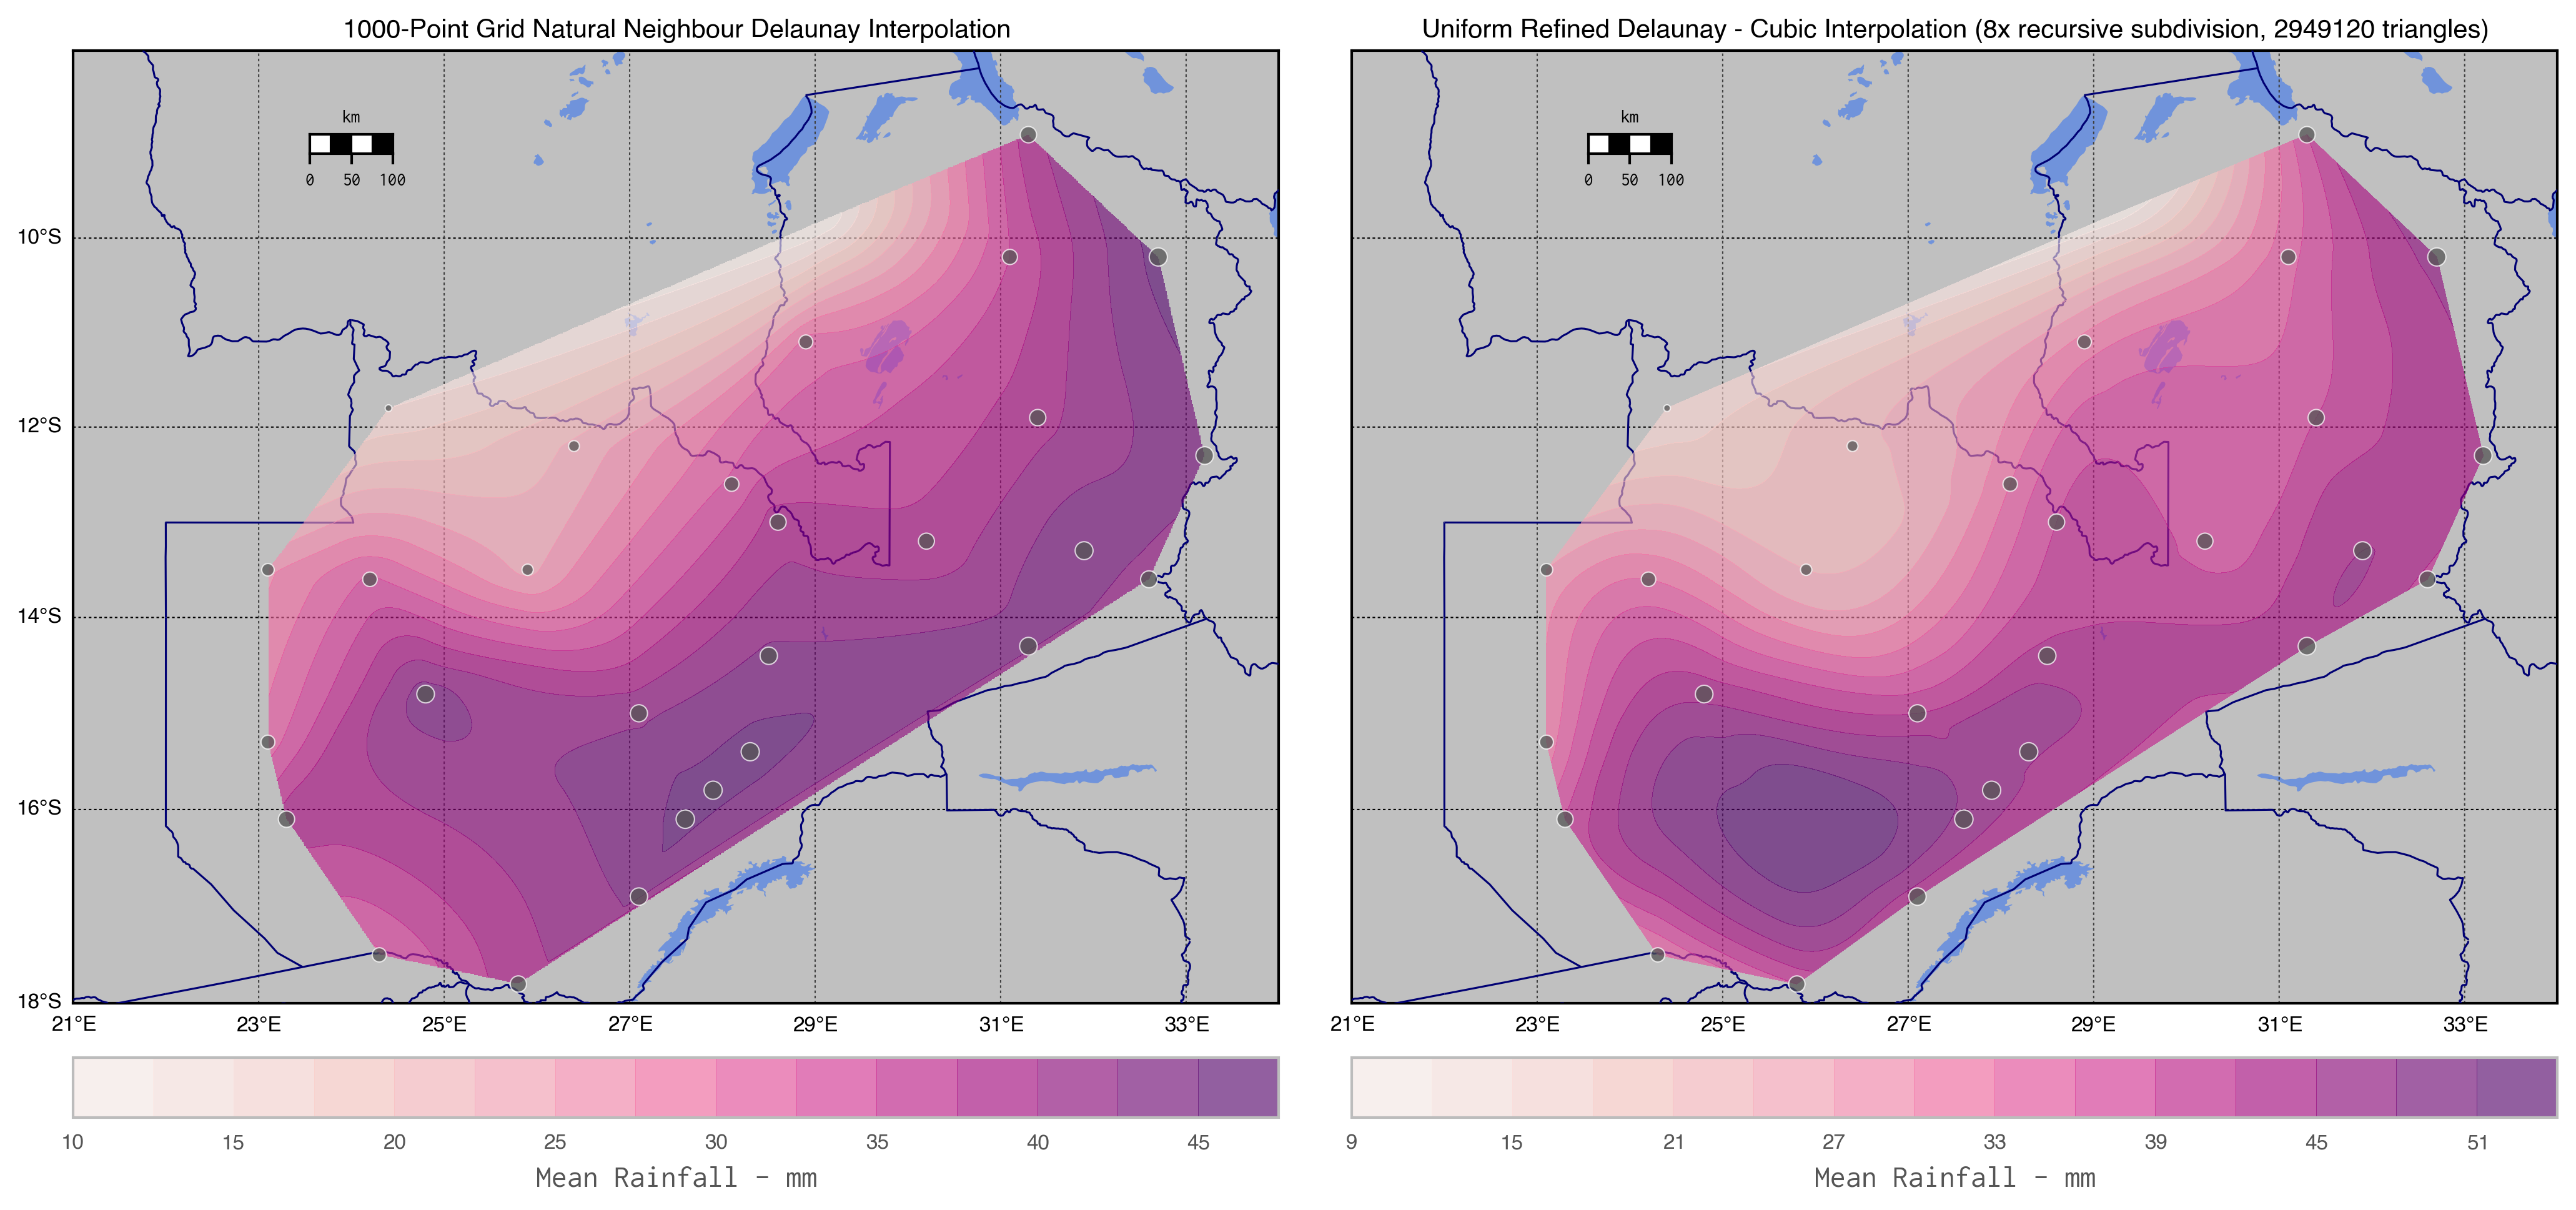 1000-Point Grid Natural Neighbour Delaunay Interpolation
km
0 50 100
10°S
12°S
14°S
16°S
18°S
21°E 23°E 25°E 27°E 29°E 31°E 33°E
10 15 20 25 30 35 40 45
Mean Rainfall - mm
Uniform Refined Delaunay - Cubic Interpolation (8x recursive subdivision, 2949120 triangles)
km
0 50 100
21°E 23°E 25°E 27°E 29°E 31°E 33°E
9 15 21 27 33 39 45 51
Mean Rainfall - mm